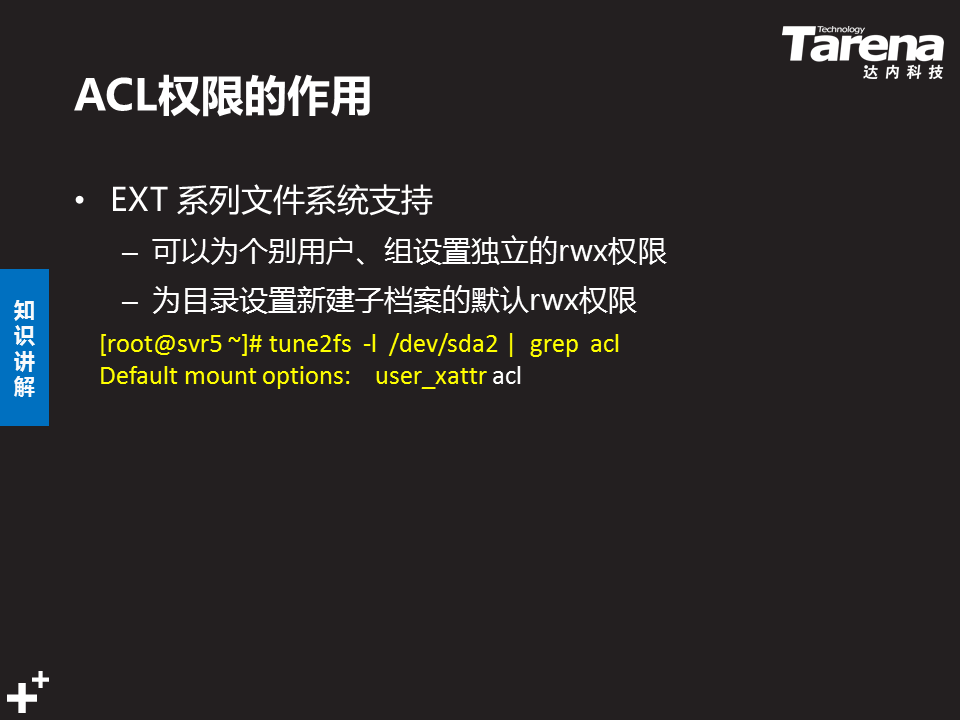 Technology
Tarena
达内科技
ACL权限的作用
• EXT 系列文件系统支持
– 可以为个别用户、组设置独立的rwx权限
– 为目录设置新建子档案的默认rwx权限
[root@svr5 ~]# tune2fs -l /dev/sda2 | grep acl
Default mount options: user_xattr acl
知
识
讲
解